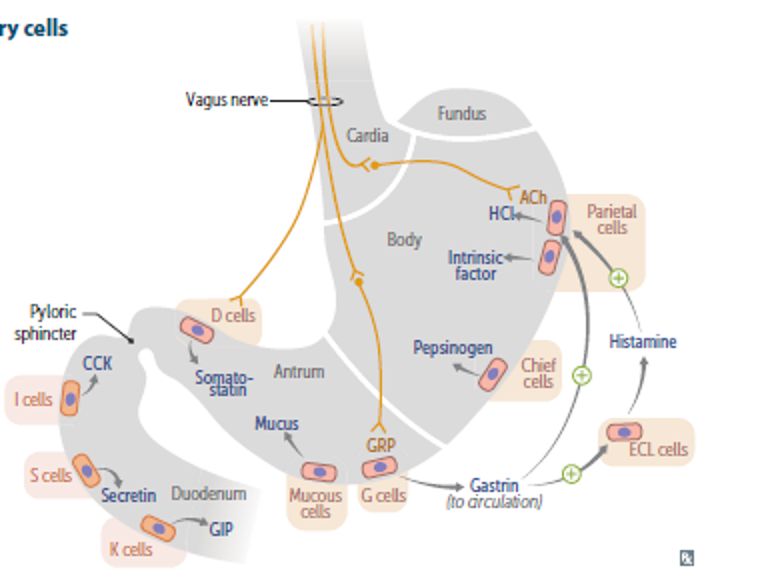 ry cells
Vagus nerve
Fundus
Cardia
ACh
HCl
Parietal
cells
Body
Intrinsic
factor
Pyloric
sphincter
D cells
Histamine
CCK
Somato-
statin
Antrum
Pepsinogen
Chief
cells
I cells
Mucus
GRP
ECL cells
S cells
Secretin
Duodenum
Mucous
cells
G cells
Gastrin
(to circulation)
GIP
K cells